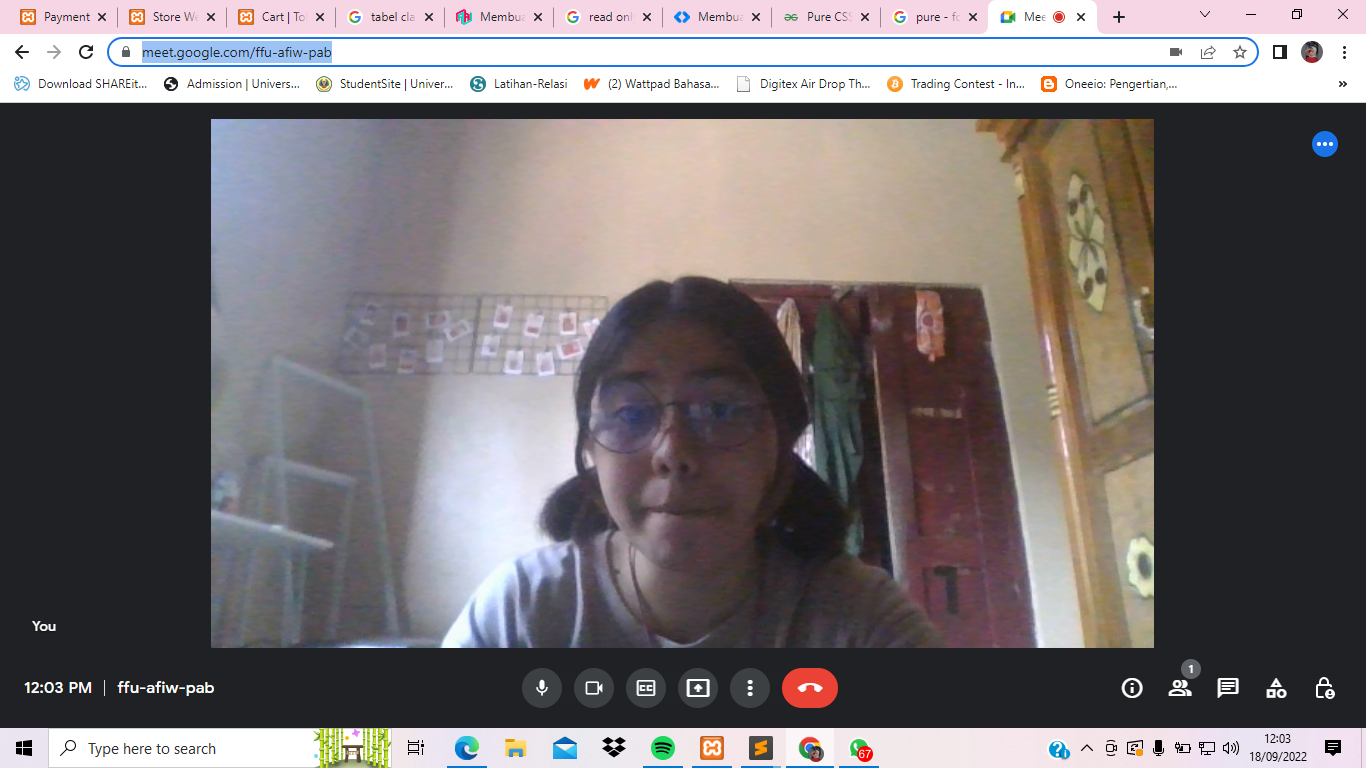 Payment
Store We
Cart | To
tabel cla
Membua
read onl
Membua
Pure CSS
pure - fo
Mee
meet.google.com/ffu-afiw-pab
Download SHAREit...
Admission | Univers...
StudentSite | Univer...
Latihan-Relasi
(2) Wattpad Bahasa...
Digitex Air Drop Th...
Trading Contest - In...
Oneeio: Pengertian,...
»
You
12:03 PM | ffu-afiw-pab
1
Type here to search
67
12:03
18/09/2022